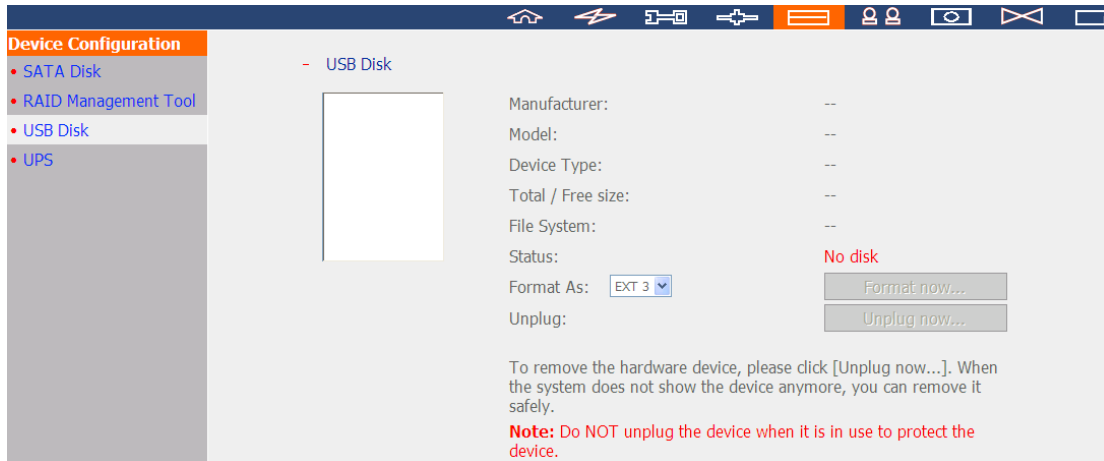 Device Configuration
• SATA Disk
• RAID Management Tool
• USB Disk
• UPS
- USB Disk
Manufacturer: --
Model: --
Device Type: --
Total / Free size: --
File System: --
Status: No disk
Format As: EXT 3 Format now...
Unplug: Unplug now...
To remove the hardware device, please click [Unplug now...]. When
the system does not show the device anymore, you can remove it
safely.
Note: Do NOT unplug the device when it is in use to protect the
device.